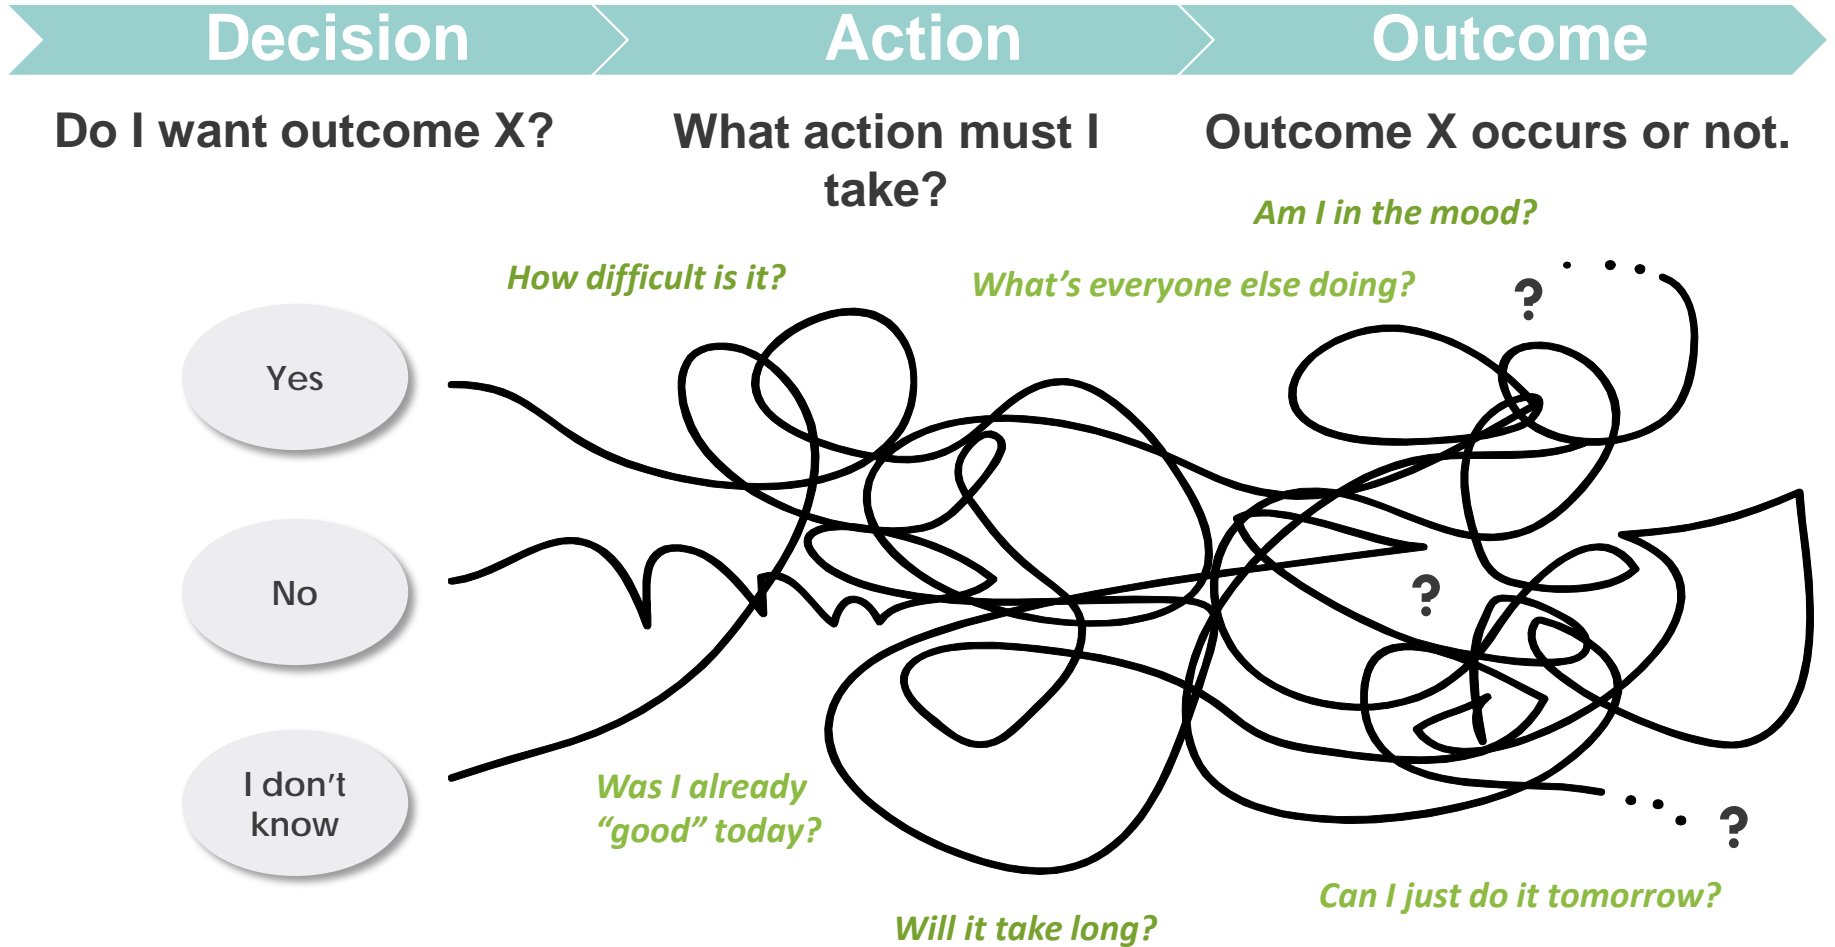 Decision
Action
Outcome
Do I want outcome X?
What action must I
take?
Outcome X occurs or not.
Am I in the mood?
How difficult is it?
What's everyone else doing?
?
Yes
No
?
I don't
know
Was I already
“good” today?
?
Can I just do it tomorrow?
Will it take long?